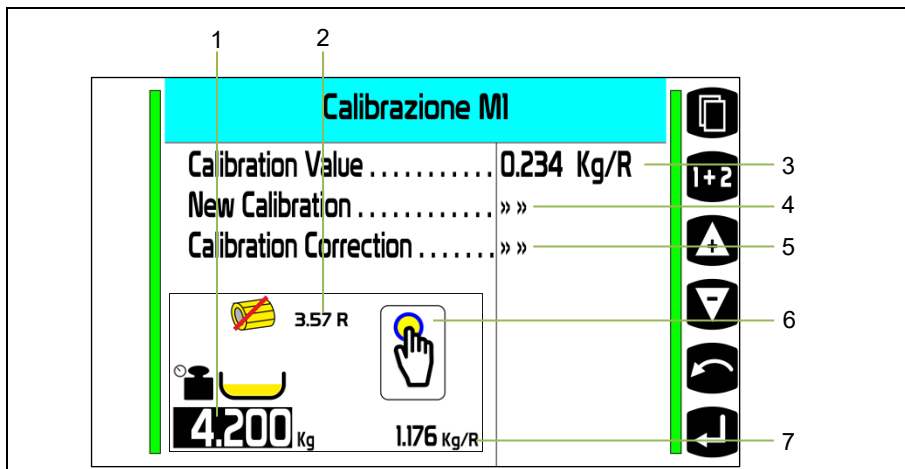 1 2
Calibrazione M1
Calibration Value ........... 0.234 Kg/R 3
1+2
New Calibration ............. »» 4
Calibration Correction ....... »» 5
+
3.57 R
-
6
4.200 Kg
1.176 Kg/R 7